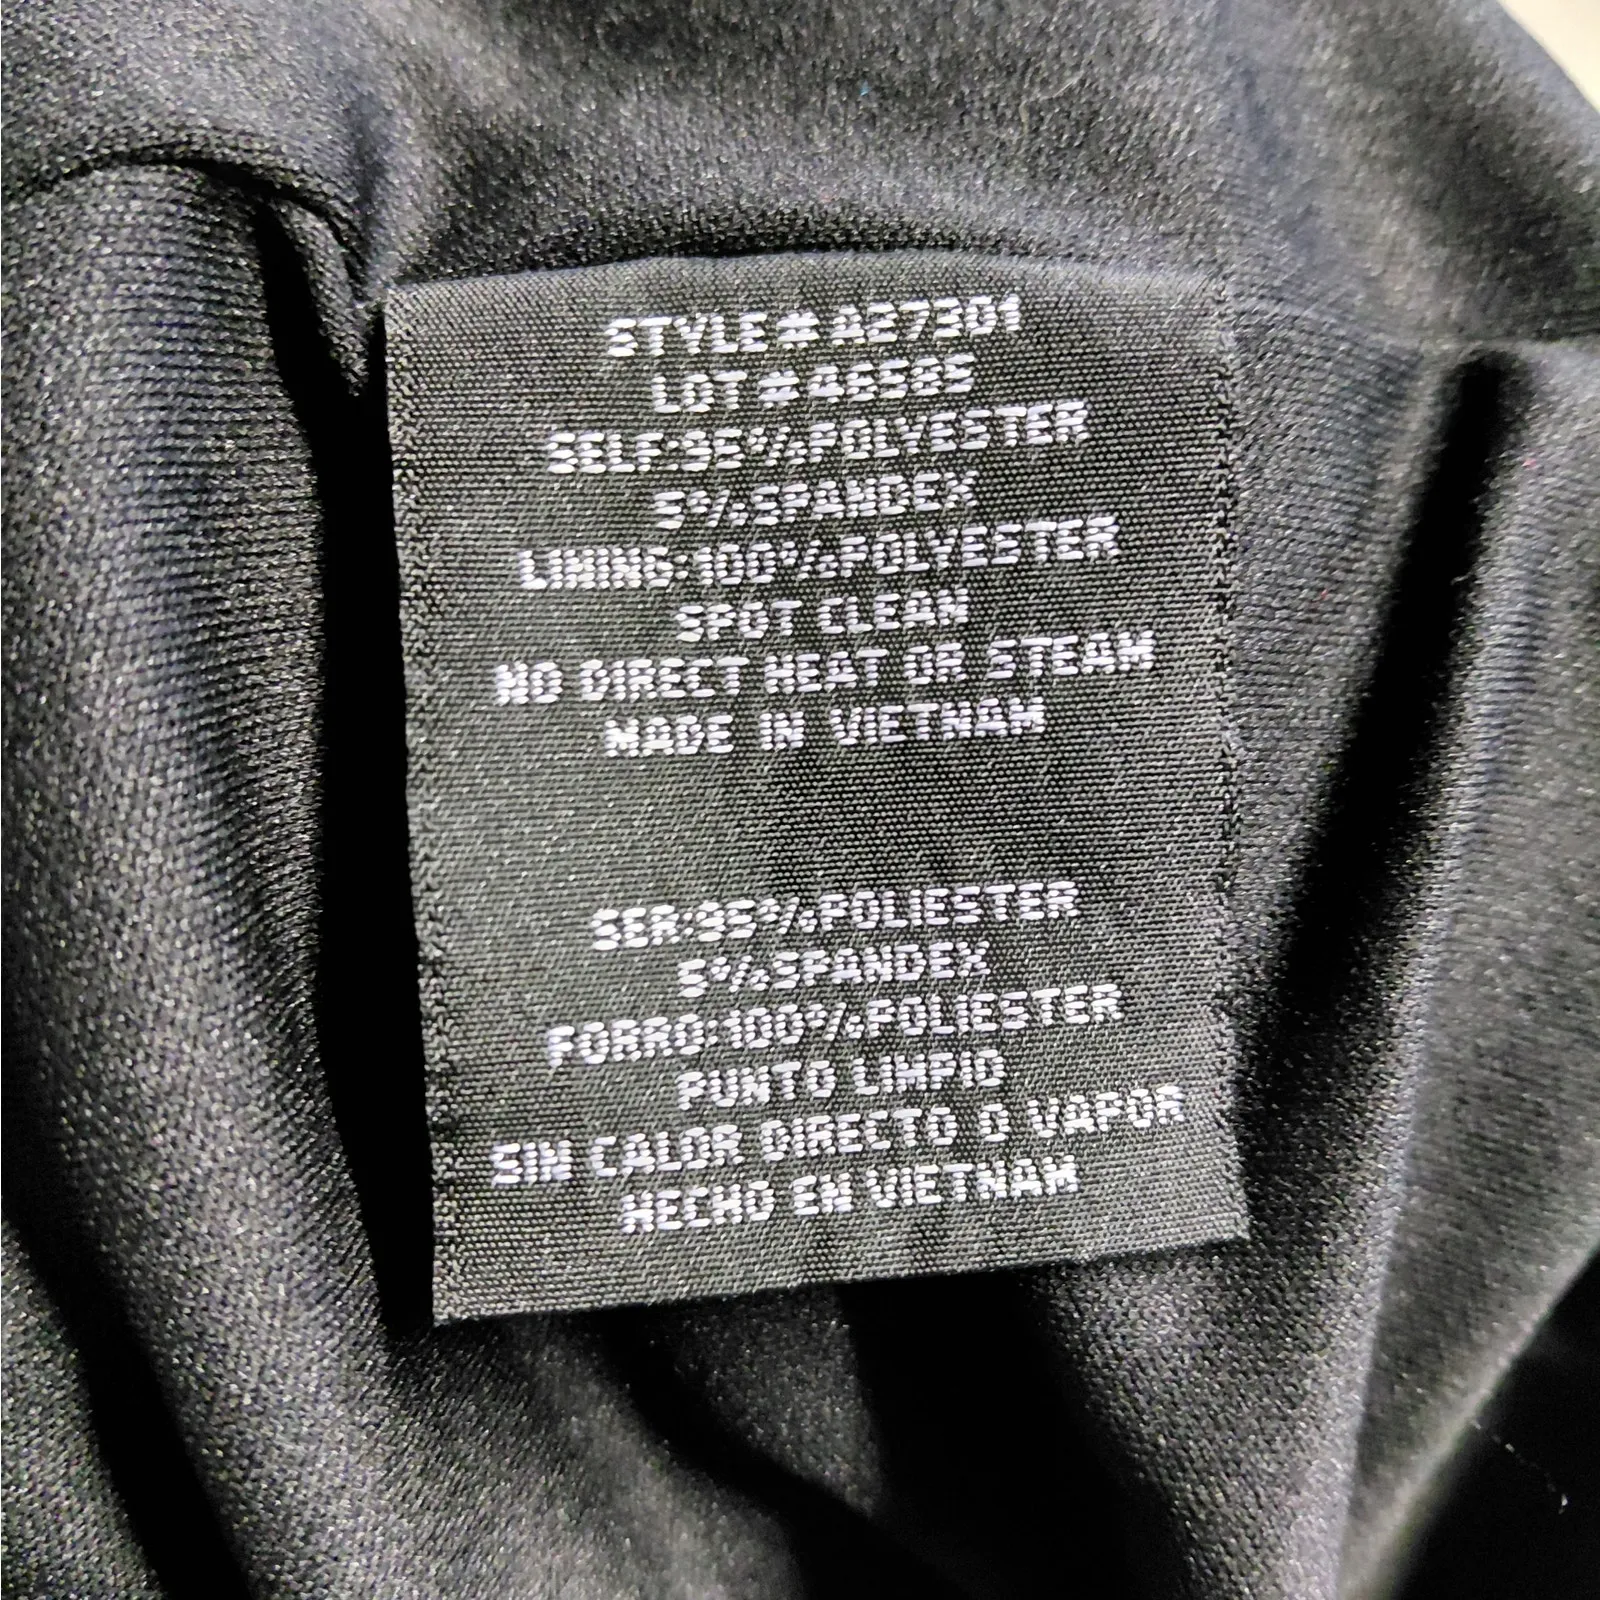 STYLE# A27301
LOT #46585
SELF:95%POLYESTER
5%SPANDEX
LINING:100%POLYESTER
SPOT CLEAN
NO DIRECT HEAT OR STEAM
MADE IN VIETNAM
SER:95%POLIESTER
5%SPANDEX
FORRO:100%POLIESTER
PUNTO LIMPIO
SIN CALOR DIRECTO O VAPOR
HECHO EN VIETNAM